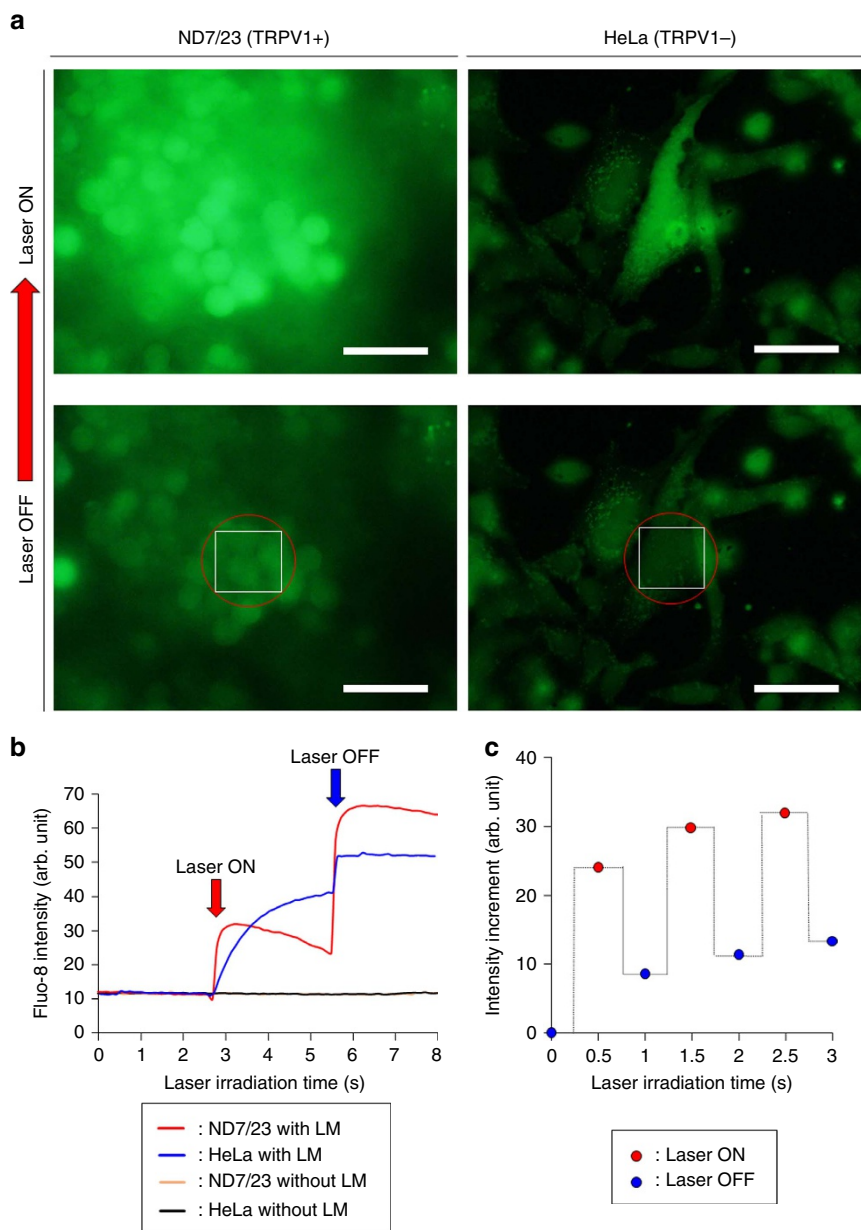 a
ND7/23 (TRPV1+)
HeLa (TRPV1–)
Laser ON
Laser OFF
b
Laser OFF
Laser ON
Fluo-8 intensity (arb. unit)
70
60
50
40
30
20
10
0
0 1 2 3 4 5 6 7 8
Laser irradiation time (s)
: ND7/23 with LM
: HeLa with LM
: ND7/23 without LM
: HeLa without LM
c
Intensity increment (arb. unit)
40
30
20
10
0
0 0.5 1 1.5 2 2.5 3
Laser irradiation time (s)
: Laser ON
: Laser OFF